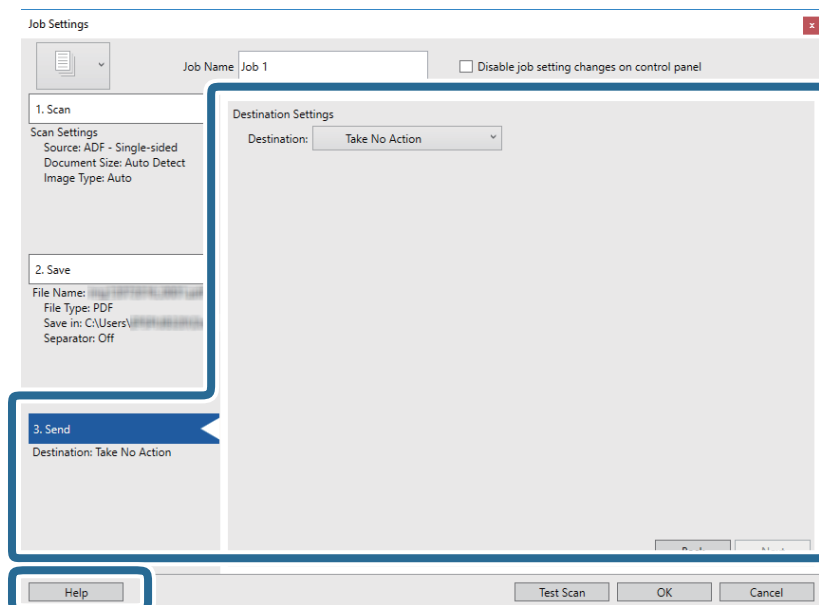 Job Settings
x
Job Name Job 1
Disable job setting changes on control panel
1. Scan
Scan Settings
Source: ADF - Single-sided
Document Size: Auto Detect
Image Type: Auto
2. Save
File Name:
File Type: PDF
Save in: C:\Users\
Separator: Off
3. Send
Destination: Take No Action
Destination Settings
Destination: Take No Action
Help
Test Scan
OK
Cancel